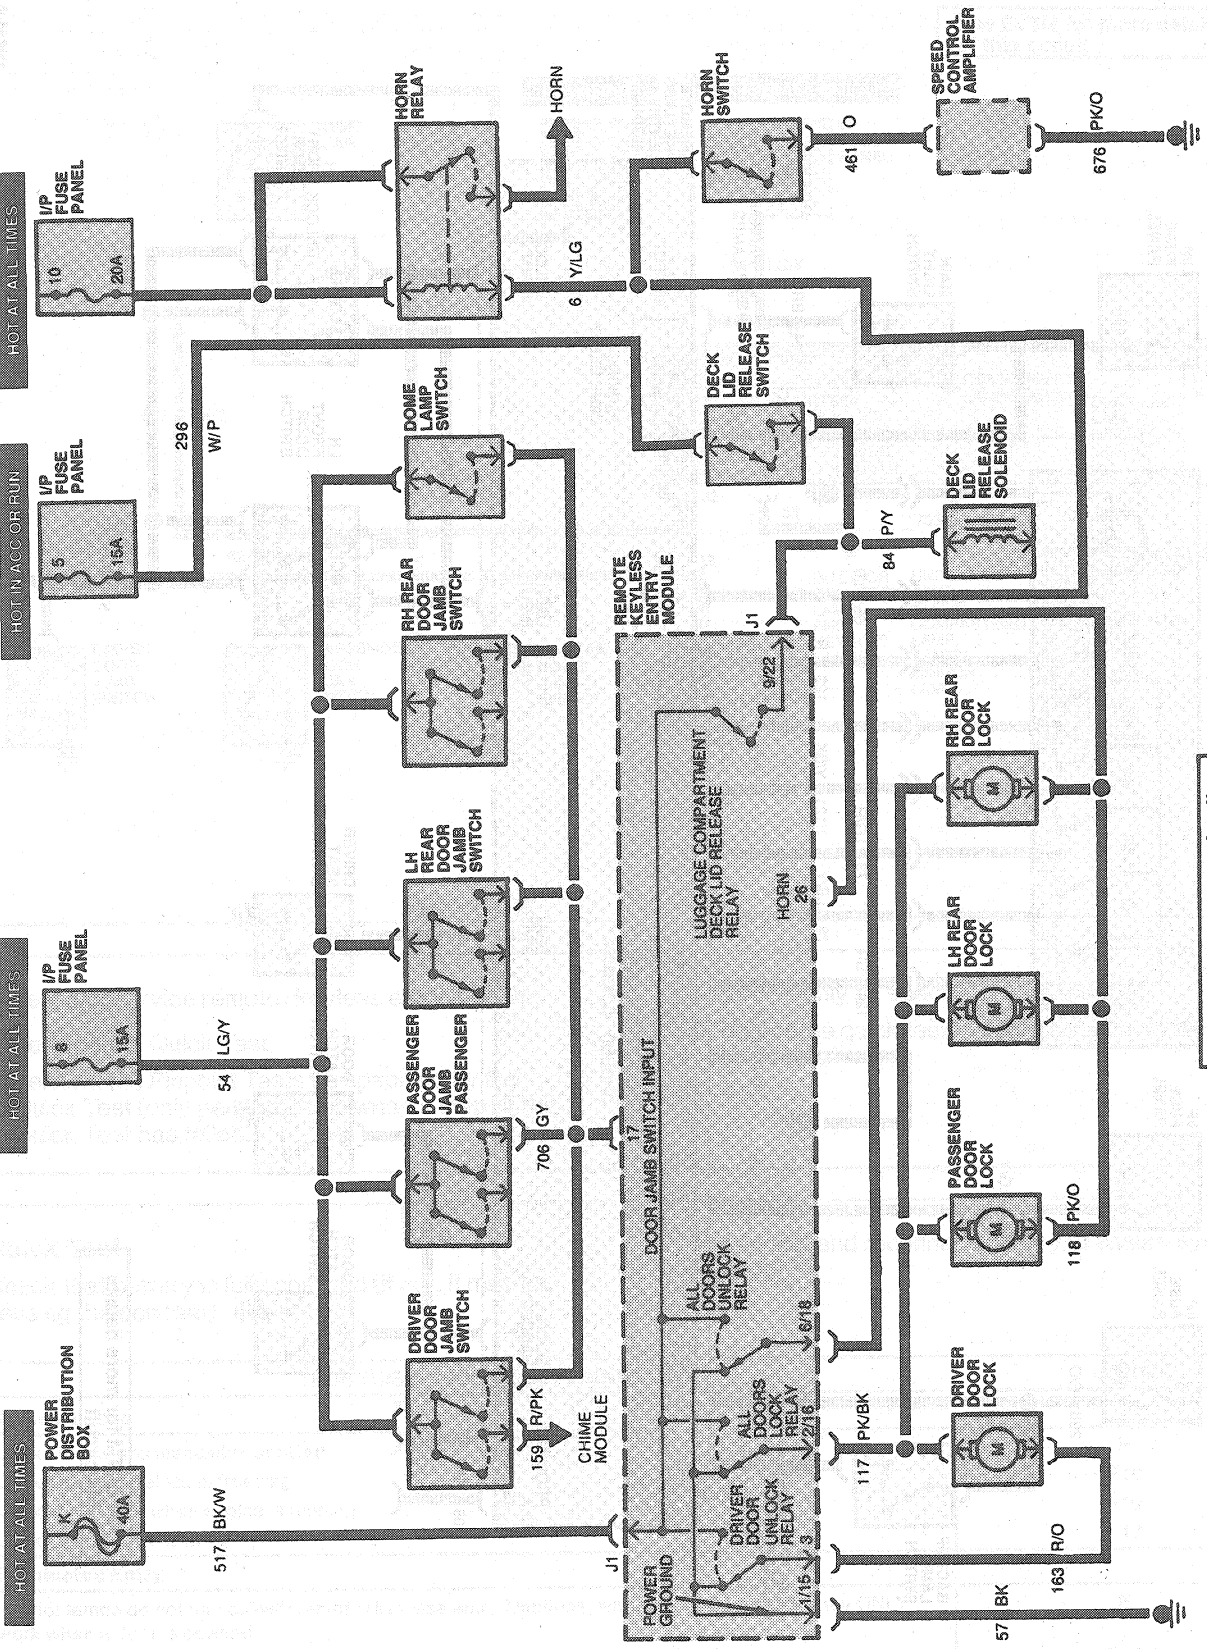 HOT AT ALL TIMES
POWER
DISTRIBUTION
BOX
K
40A
517
BK/W
J1
HOT AT ALL TIMES
I/P
FUSE
PANEL
8
15A
54
LG/Y
HOT IN ACC OR RUN
I/P
FUSE
PANEL
5
15A
296
W/P
HOT AT ALL TIMES
I/P
FUSE
PANEL
10
20A
DRIVER
DOOR
JAMB
SWITCH
159
R/PK
CHIME
MODULE
PASSENGER
DOOR
JAMB
PASSENGER
706
GY
LH
REAR
DOOR
JAMB
SWITCH
RH REAR
DOOR
JAMB
SWITCH
DOME
LAMP
SWITCH
HORN
RELAY
HORN
6
Y/LG
HORN
SWITCH
461
O
SPEED
CONTROL
AMPLIFIER
676
PK/O
DECK
LID
RELEASE
SWITCH
84
P/Y
DECK
LID
RELEASE
SOLENOID
REMOTE
KEYLESS
ENTRY
MODULE
J1
9/22
17
DOOR JAMB SWITCH INPUT
LUGGAGE COMPARTMENT
DECK LID RELEASE
RELAY
HORN
26
POWER
GROUND
1/15
DRIVER
DOOR
UNLOCK
RELAY
3
ALL
DOORS
LOCK
RELAY
2/16
ALL
DOORS
UNLOCK
RELAY
6/18
57
BK
163
R/O
117
PK/BK
DRIVER
DOOR
LOCK
M
PASSENGER
DOOR
LOCK
M
118
PK/O
LH REAR
DOOR
LOCK
M
RH REAR
DOOR
LOCK
M